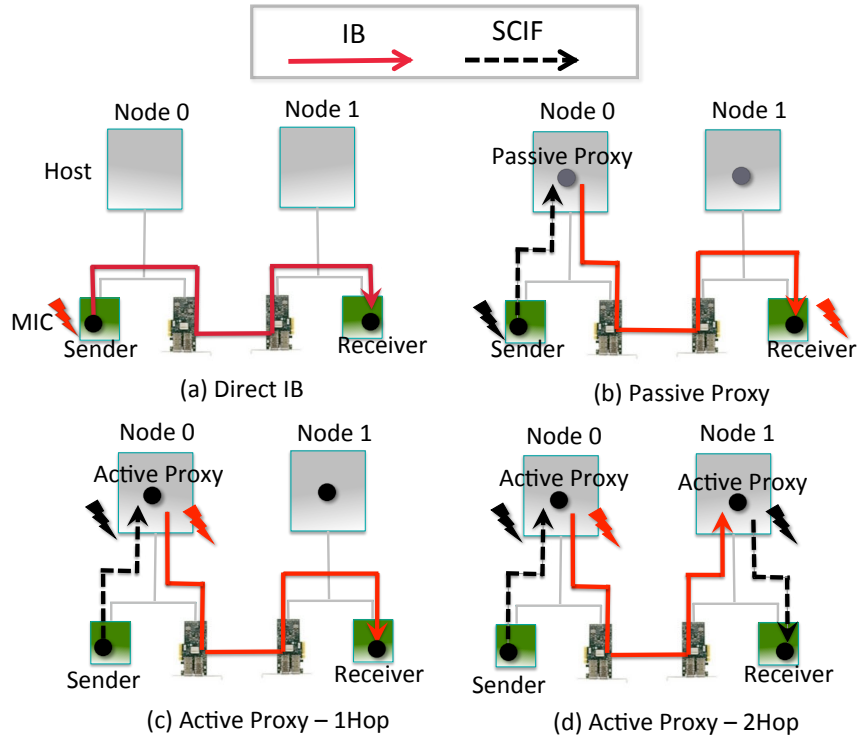 IB
SCIF
Node 0
Node 1
Host
MIC
Sender
Receiver
(a) Direct IB
Node 0
Node 1
Passive Proxy
Sender
Receiver
(b) Passive Proxy
Node 0
Node 1
Active Proxy
Sender
Receiver
(c) Active Proxy – 1Hop
Node 0
Node 1
Active Proxy
Active Proxy
Sender
Receiver
(d) Active Proxy – 2Hop